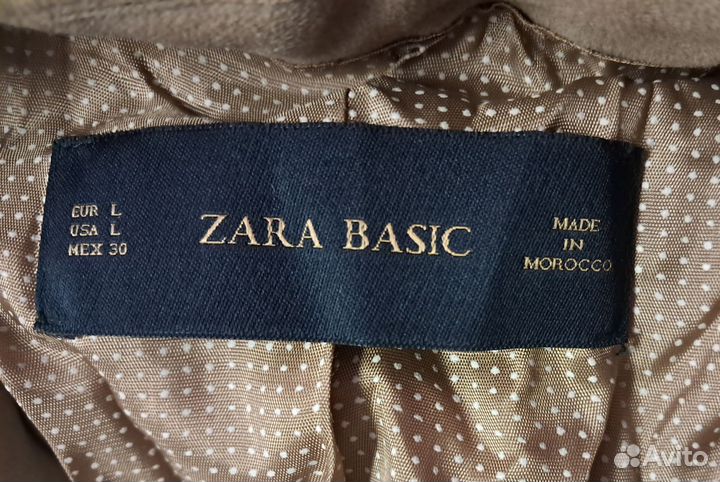 EUR L
USA L
MEX 30
ZARA BASIC
MADE
IN
MOROCCO
Avito